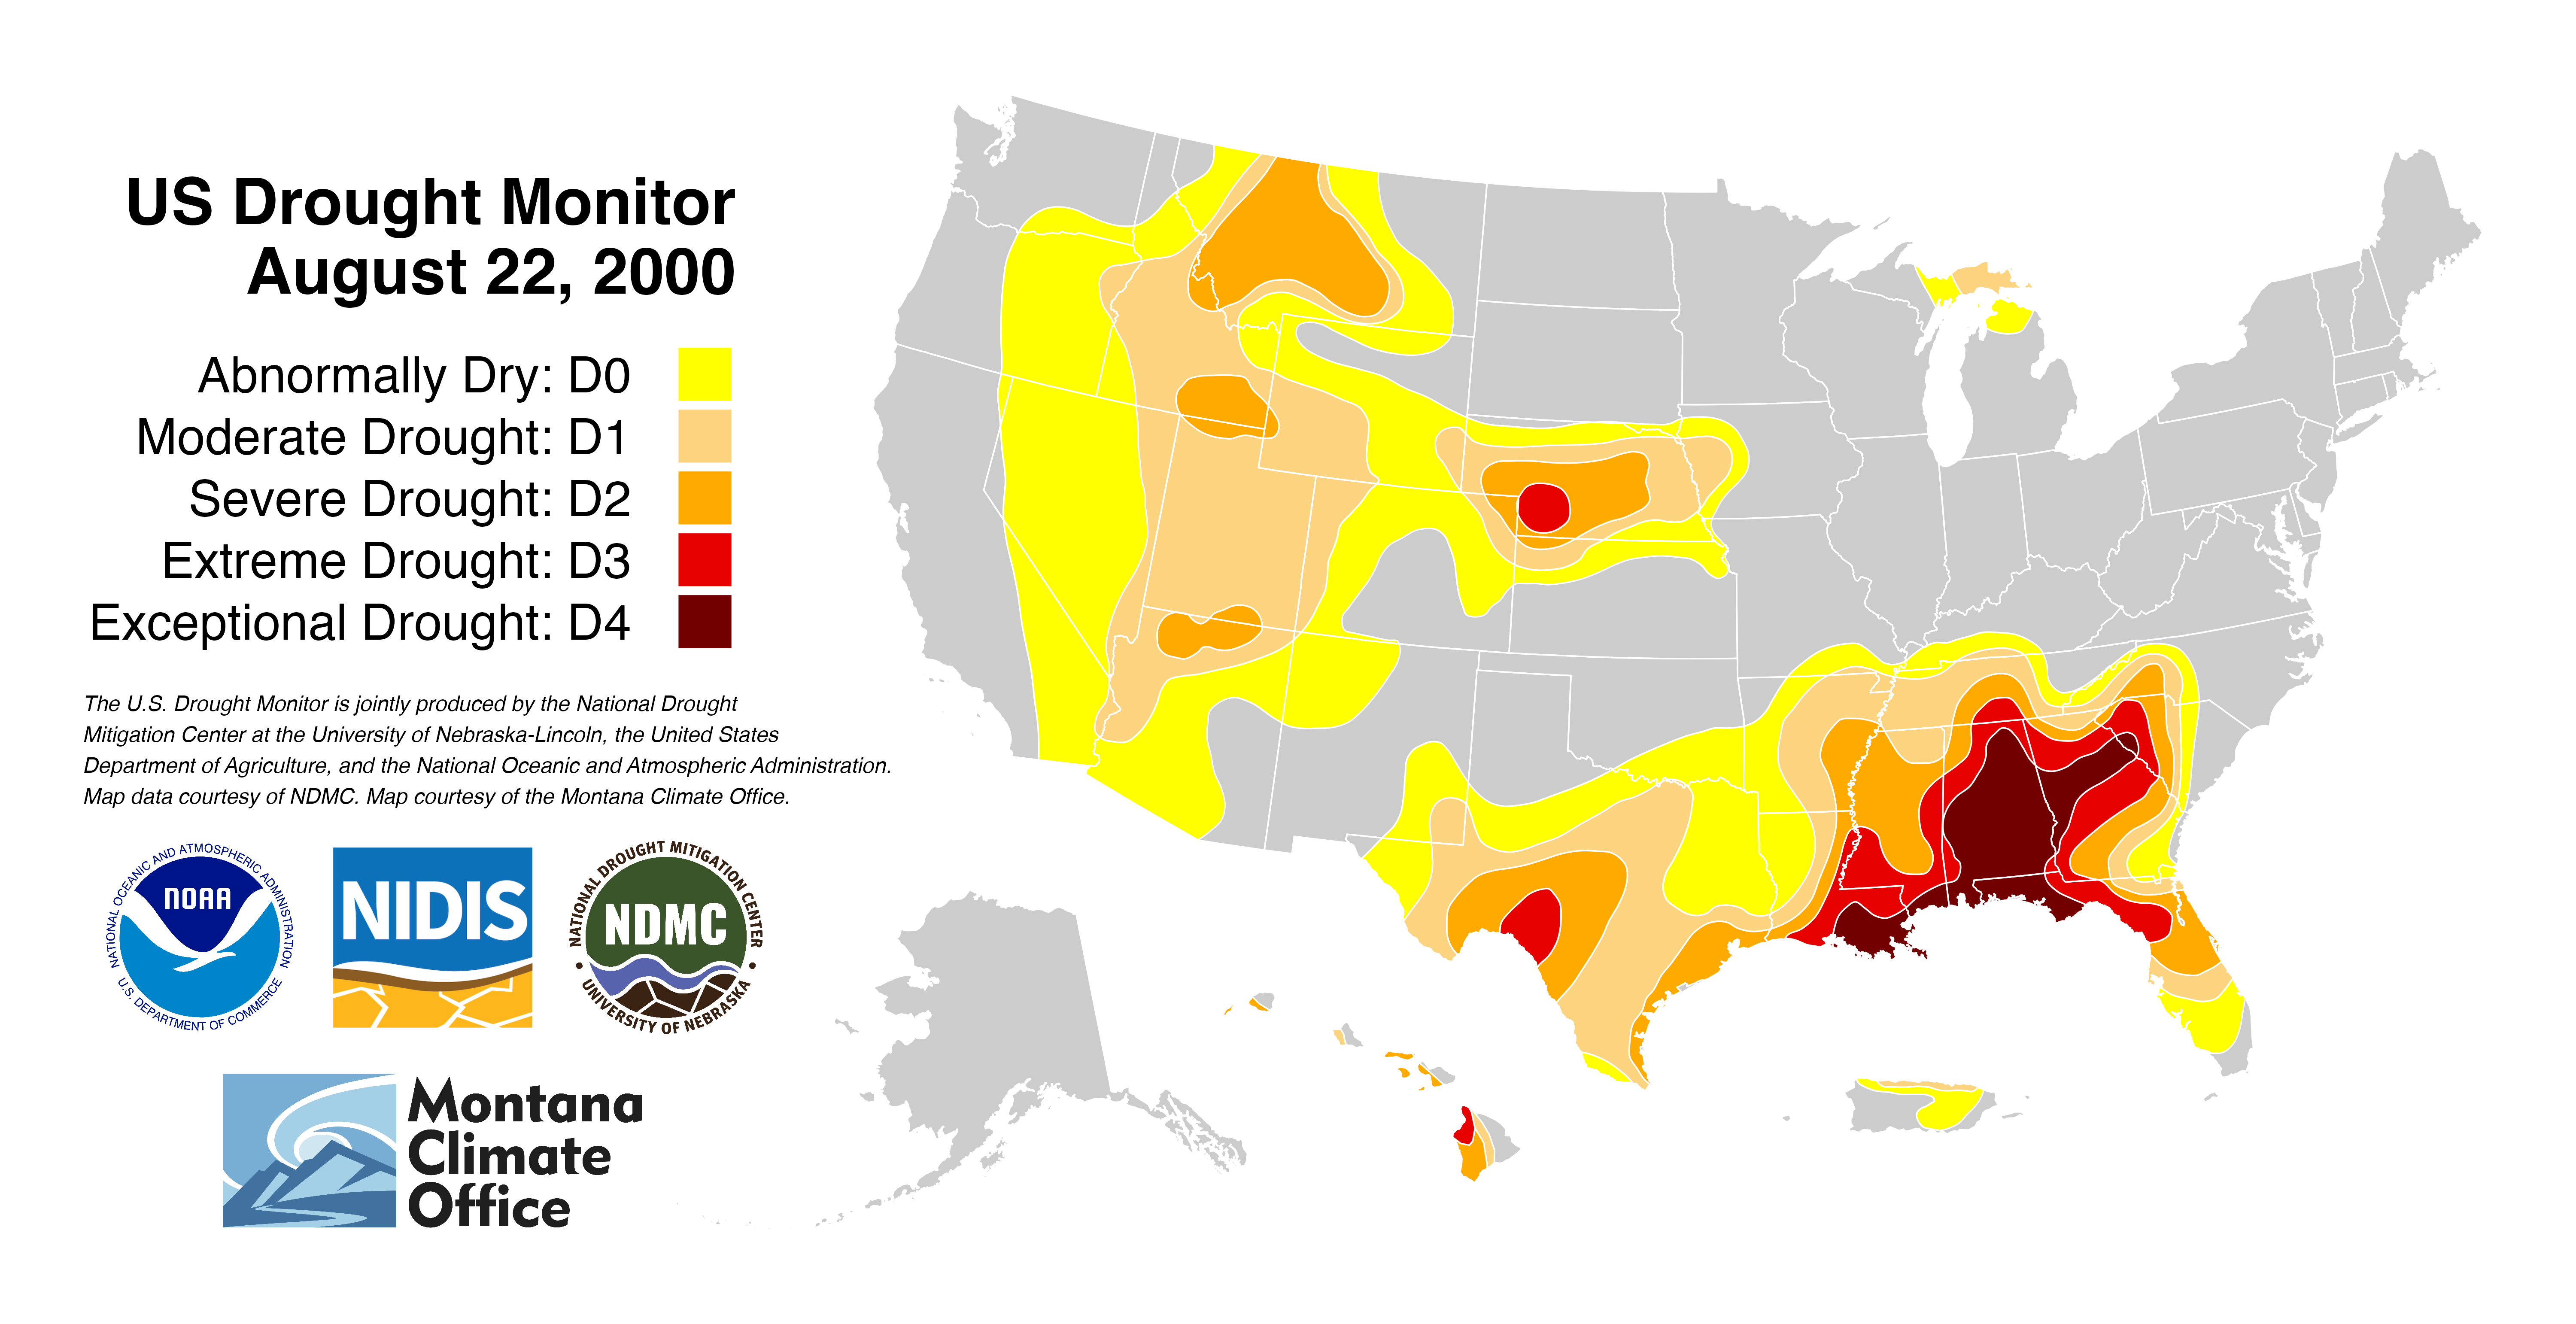 US Drought Monitor
August 22, 2000
Abnormally Dry: D0
Moderate Drought: D1
Severe Drought: D2
Extreme Drought: D3
Exceptional Drought: D4
The U.S. Drought Monitor is jointly produced by the National Drought
Mitigation Center at the University of Nebraska-Lincoln, the United States
Department of Agriculture, and the National Oceanic and Atmospheric Administration.
Map data courtesy of NDMC. Map courtesy of the Montana Climate Office.
NATIONAL OCEANIC AND ATMOSPHERIC ADMINISTRATION
NOAA
U.S. DEPARTMENT OF COMMERCE
NIDIS
NATIONAL DROUGHT MITIGATION CENTER
NDMC
UNIVERSITY OF NEBRASKA
Montana
Climate
Office